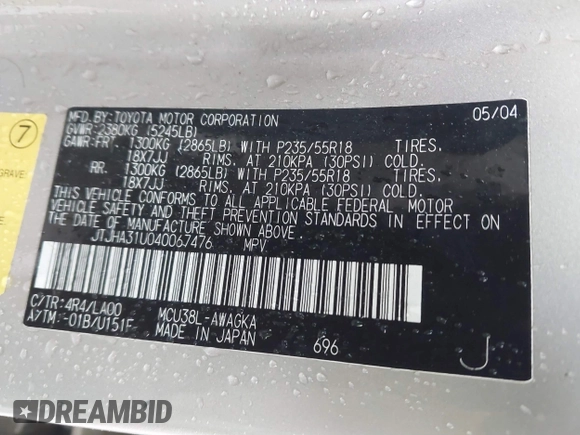 MFD.BY:TOYOTA MOTOR CORPORATION 05/04
GVWR:2380KG (5245LB)
GAWR:FR 1300KG (2865LB) WITH P235/55R18 TIRES.
18X7JJ RIMS. AT 210KPA (30PSI) COLD.
RR. 1300KG (2865LB) WITH P235/55R18 TIRES.
18X7JJ RIMS. AT 210KPA (30PSI) COLD.
THIS VEHICLE CONFORMS TO ALL APPLICABLE FEDERAL MOTOR
VEHICLE SAFETY AND THEFT PREVENTION STANDARDS IN EFFECT ON
THE DATE OF MANUFACTURE SHOWN ABOVE.
JTJHA31U040067476 MPV
C/TR:4R4/LA00 MCU38L-AWAGKA
A/TM:-01B/U151F MADE IN JAPAN 696
J
7
GRAVE.
DREAMBID